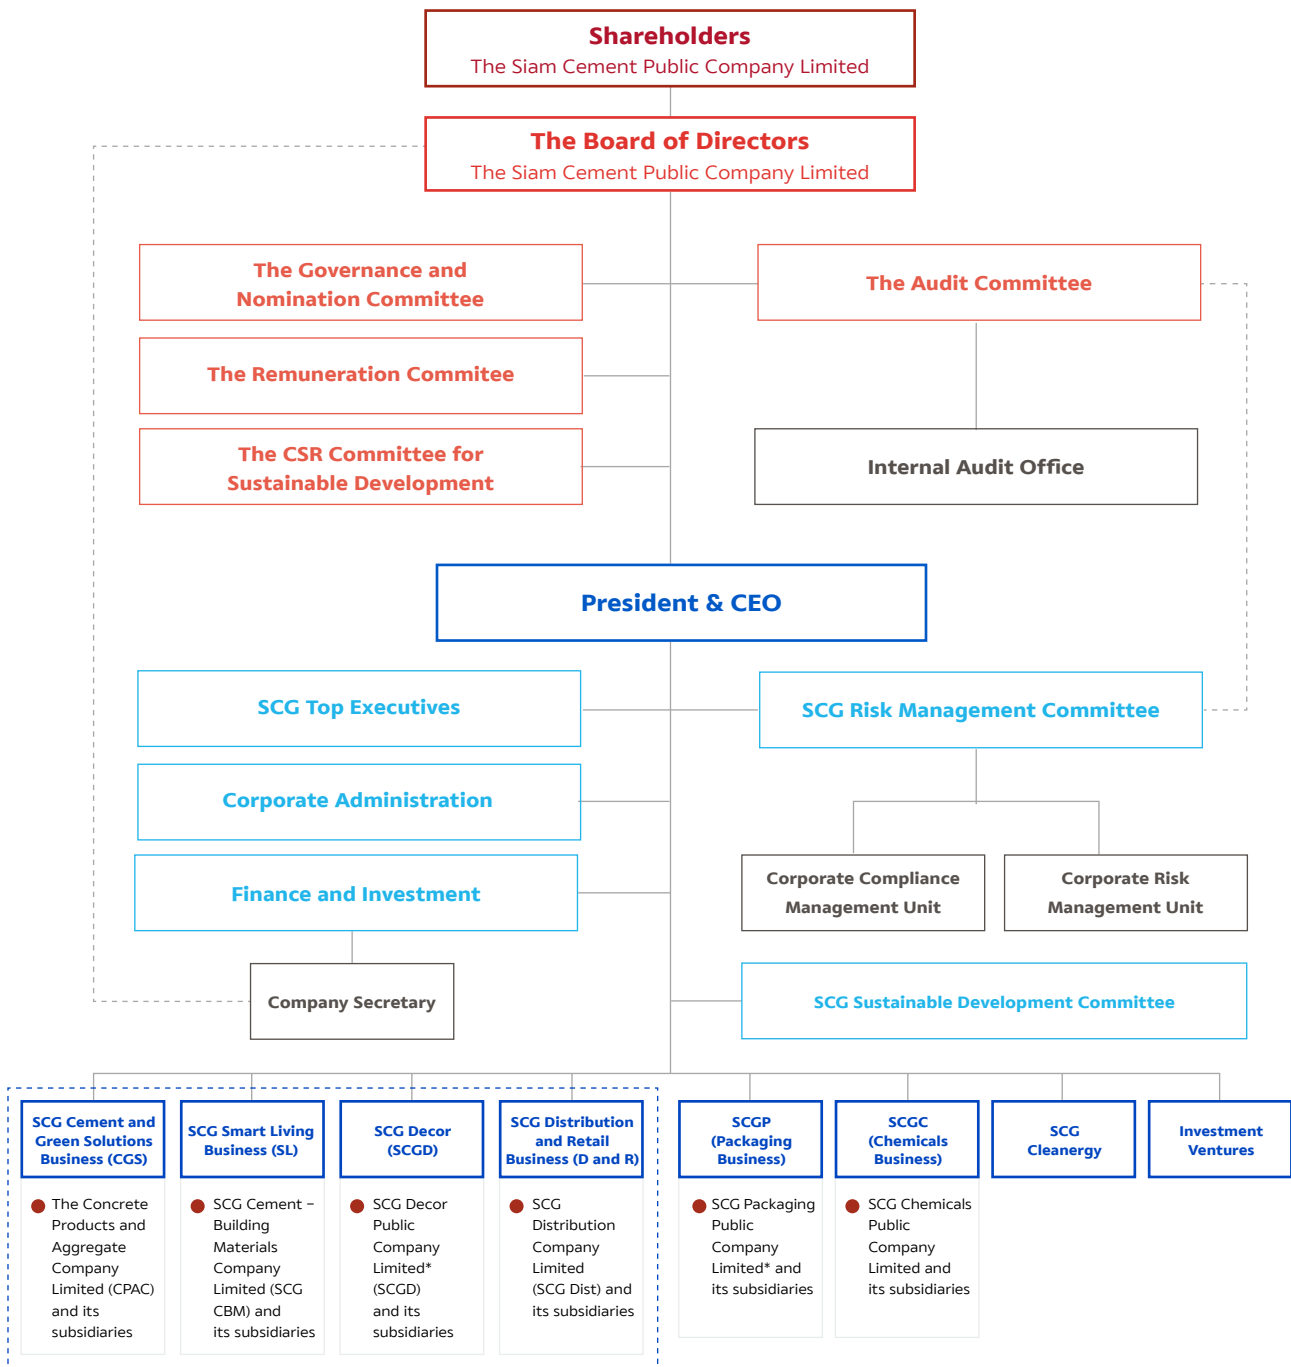 Shareholders
The Siam Cement Public Company Limited
The Board of Directors
The Siam Cement Public Company Limited
The Governance and
Nomination Committee
The Audit Committee
The Remuneration Commitee
The CSR Committee for
Sustainable Development
Internal Audit Office
President & CEO
SCG Top Executives
SCG Risk Management Committee
Corporate Administration
Finance and Investment
Corporate Compliance
Management Unit
Corporate Risk
Management Unit
Company Secretary
SCG Sustainable Development Committee
SCG Cement and
Green Solutions
Business (CGS)
SCG Smart Living
Business (SL)
SCG Decor
(SCGD)
SCG Distribution
and Retail
Business (D and R)
SCGP
(Packaging
Business)
SCGC
(Chemicals
Business)
SCG
Cleanergy
Investment
Ventures
The Concrete
Products and
Aggregate
Company
Limited (CPAC)
and its
subsidiaries
SCG Cement –
Building
Materials
Company
Limited (SCG
CBM) and
its subsidiaries
SCG Decor
Public
Company
Limited*
(SCGD)
and its
subsidiaries
SCG
Distribution
Company
Limited
(SCG Dist) and
its subsidiaries
SCG Packaging
Public
Company
Limited* and
its subsidiaries
SCG Chemicals
Public
Company
Limited and
its subsidiaries